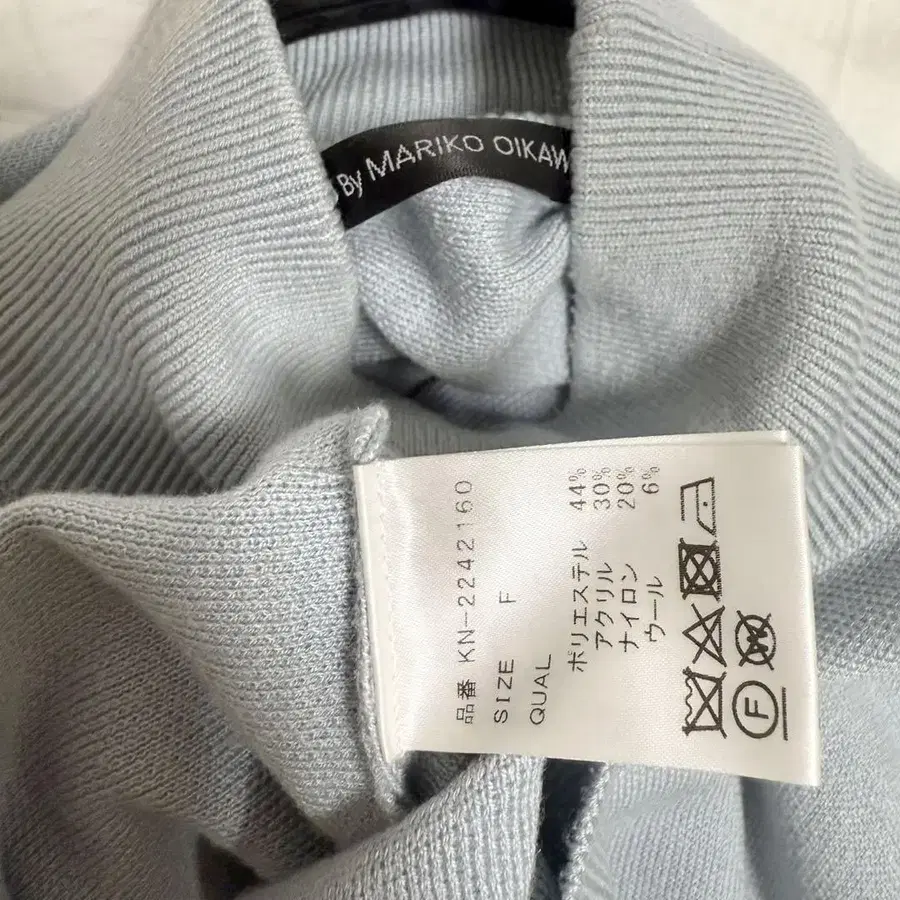 By MARIKO OIKAW
品番 KN-2242160
SIZE F
QUAL
ポリエステル 44%
アクリル 30%
ナイロン 20%
ウール 6%
F
W